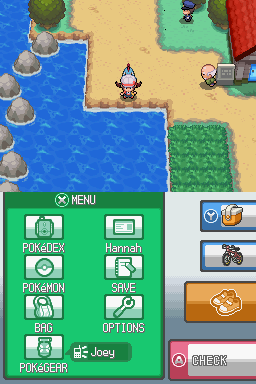 X MENU
POKéDEX
Hannah
POKéMON
SAVE
BAG
OPTIONS
POKéGEAR
Joey
Y
A CHECK